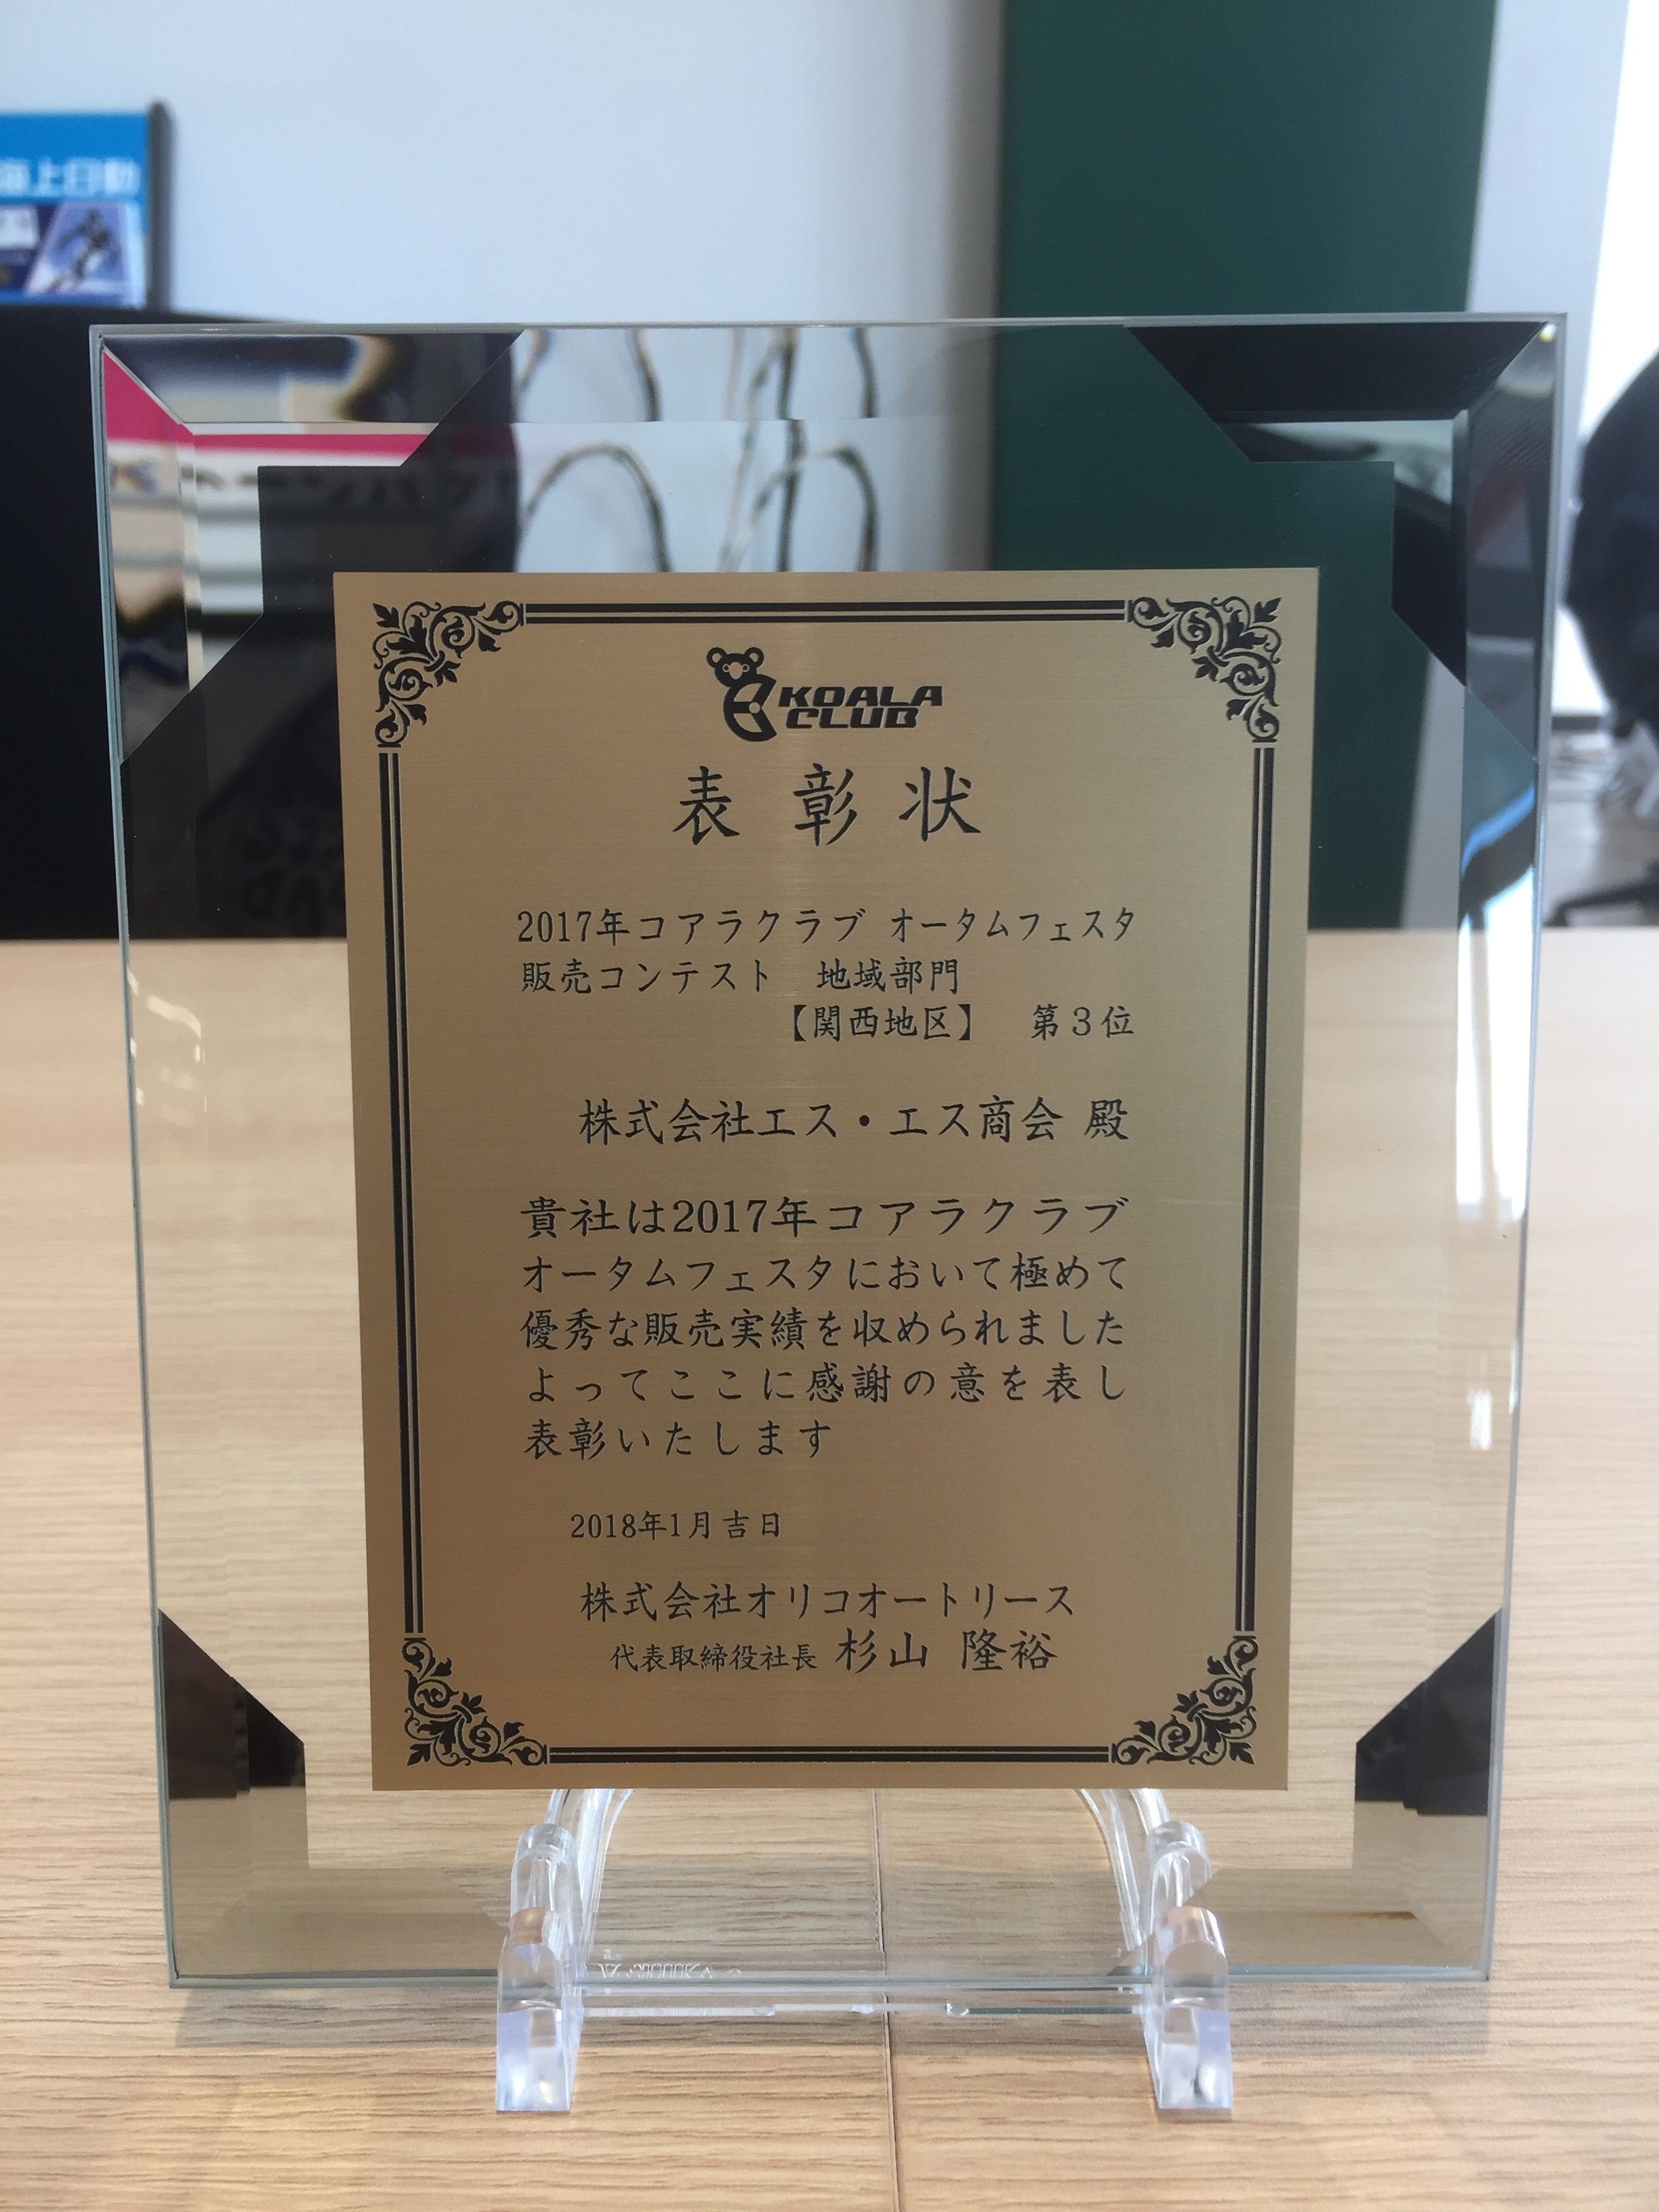 海上日動
KOALA
CLUB
表彰状
2017年コアラクラブ オータムフェスタ
販売コンテスト 地域部門
【関西地区】 第3位
株式会社エス・エス商会 殿
貴社は2017年コアラクラブ
オータムフェスタにおいて極めて
優秀な販売実績を収められました
よってここに感謝の意を表し
表彰いたします
2018年1月吉日
株式会社オリコオートリース
代表取締役社長 杉山 隆裕